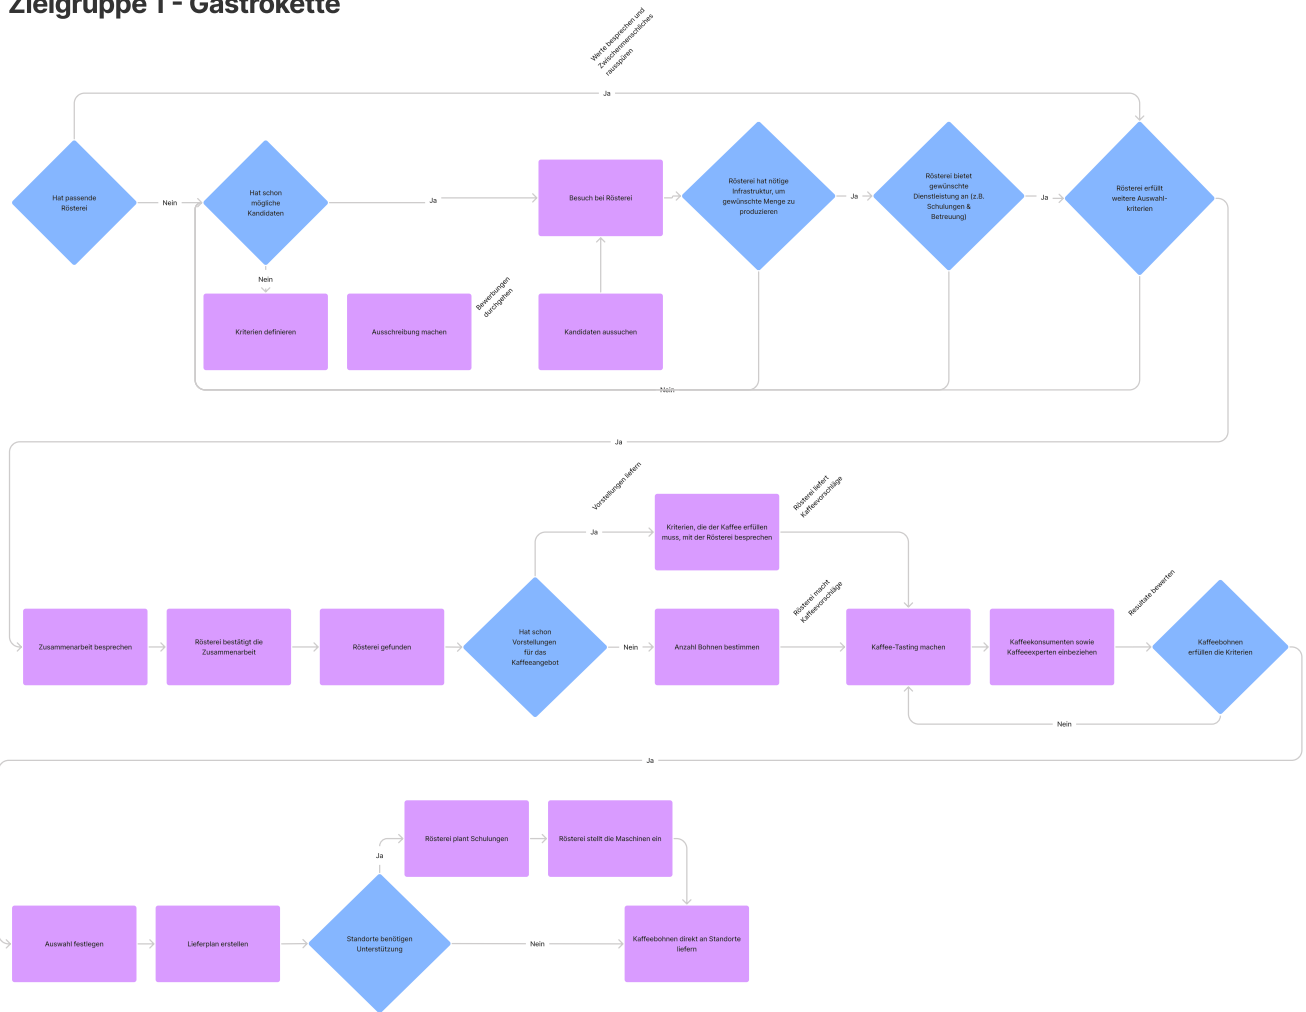 Zielgruppe 1 - Gastrokette
Werte besprechen und
Zwischenmenschliches
rausspüren
Ja
Hat passende
Rösterei
Nein
Hat schon
mögliche
Kandidaten
Ja
Besuch bei Rösterei
Rösterei hat nötige
Infrastruktur, um
gewünschte Menge zu
produzieren
Ja
Rösterei bietet
gewünschte
Dienstleistung an (z.B.
Schulungen &
Betreuung)
Ja
Rösterei erfüllt
weitere Auswahl-
kriterien
Nein
Kriterien definieren
Ausschreibung machen
Bewerbungen
durchgehen
Kandidaten aussuchen
Nein
Ja
Vorstellungen liefern
Ja
Kriterien, die der Kaffee erfüllen
muss, mit der Rösterei besprechen
Rösterei liefert
Kaffeevorschläge
Zusammenarbeit besprechen
Rösterei bestätigt die
Zusammenarbeit
Rösterei gefunden
Hat schon
Vorstellungen
für das
Kaffeeangebot
Nein
Anzahl Bohnen bestimmen
Rösterei macht
Kaffeevorschläge
Kaffee-Tasting machen
Kaffeekonsumenten sowie
Kaffeeexperten einbeziehen
Resultate bewerten
Kaffeebohnen
erfüllen die Kriterien
Nein
Ja
Rösterei plant Schulungen
Rösterei stellt die Maschinen ein
Ja
Auswahl festlegen
Lieferplan erstellen
Standorte benötigen
Unterstützung
Nein
Kaffeebohnen direkt an Standorte
liefern